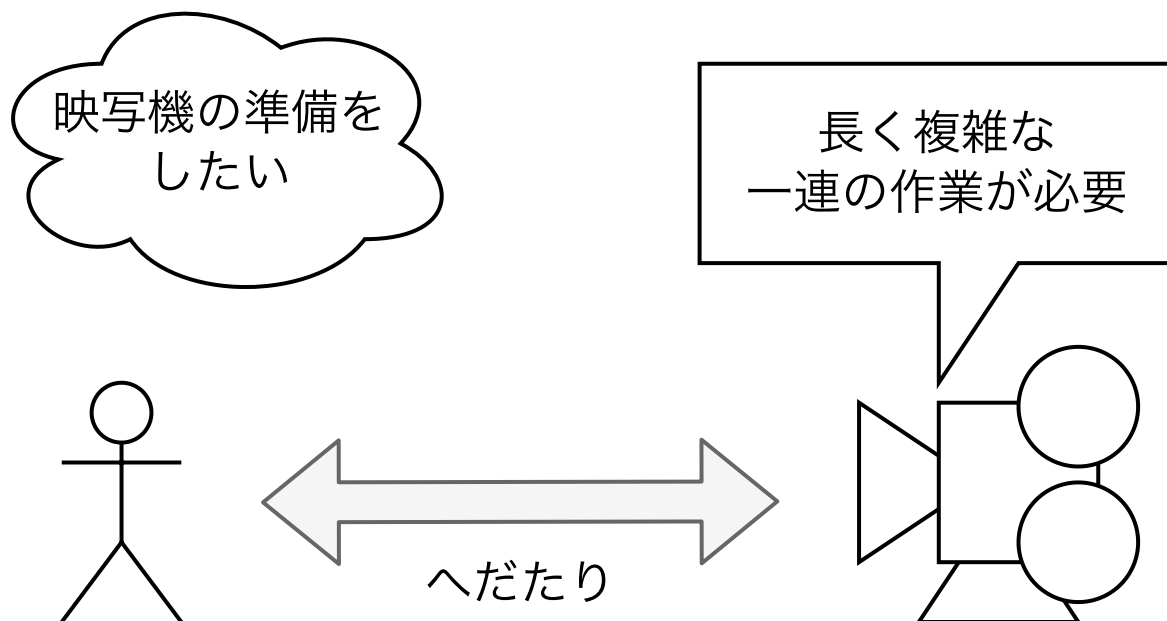 映写機の準備を
したい
長く複雑な
一連の作業が必要
へだたり